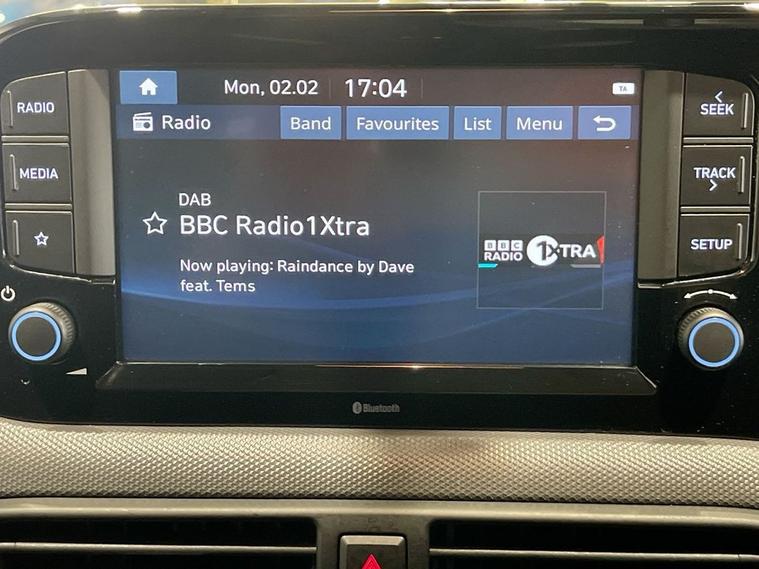 Mon, 02.02 17:04 TA
RADIO
SEEK
Radio Band Favourites List Menu
MEDIA
TRACK
DAB
BBC Radio1Xtra
BBC
RADIO 1XTRA
SETUP
Now playing: Raindance by Dave
feat. Tems
Bluetooth